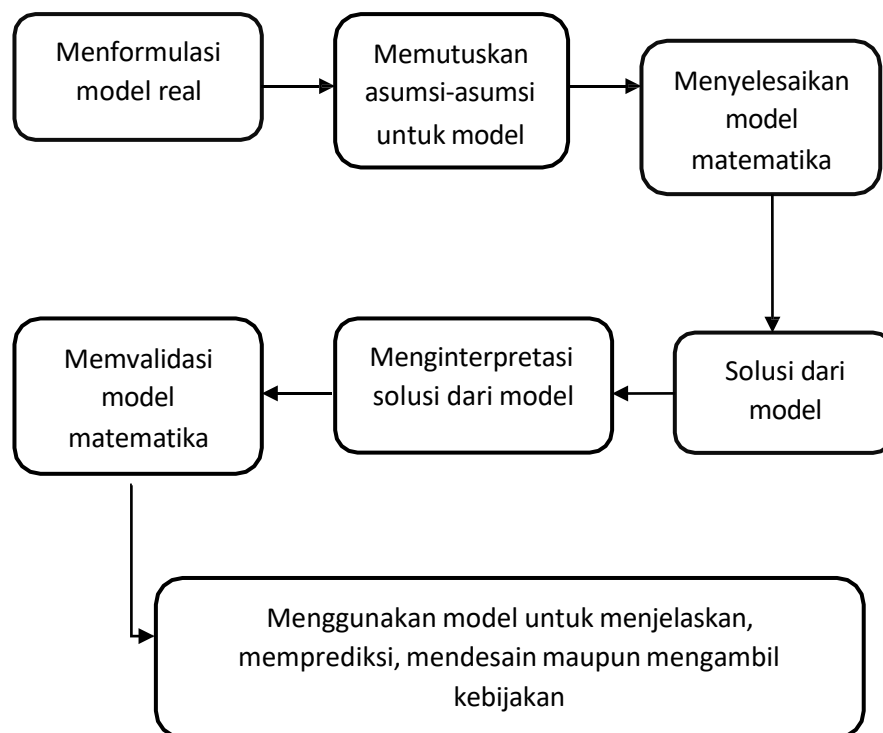 Menformulasi
model real
Memutuskan
asumsi-asumsi
untuk model
Menyelesaikan
model
matematika
Solusi dari
model
Menginterpretasi
solusi dari model
Memvalidasi
model
matematika
Menggunakan model untuk menjelaskan,
memprediksi, mendesain maupun mengambil
kebijakan